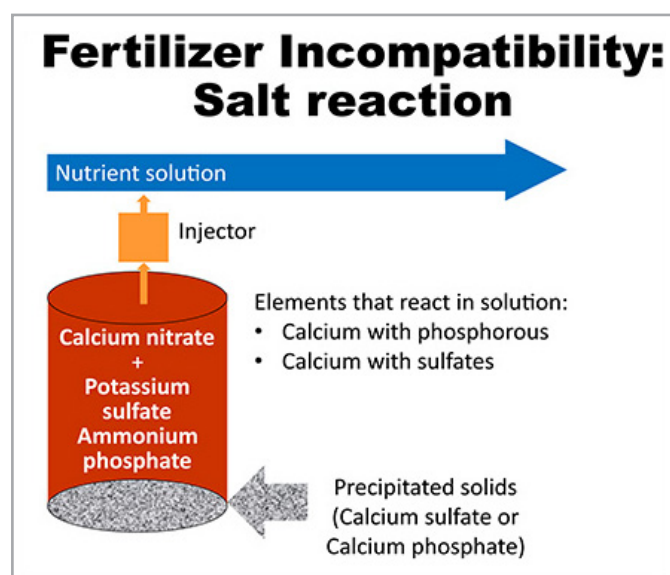 Fertilizer Incompatibility:
Salt reaction
Nutrient solution
Injector
Calcium nitrate
+
Potassium
sulfate
Ammonium
phosphate
Elements that react in solution:
• Calcium with phosphorous
• Calcium with sulfates
Precipitated solids
(Calcium sulfate or
Calcium phosphate)